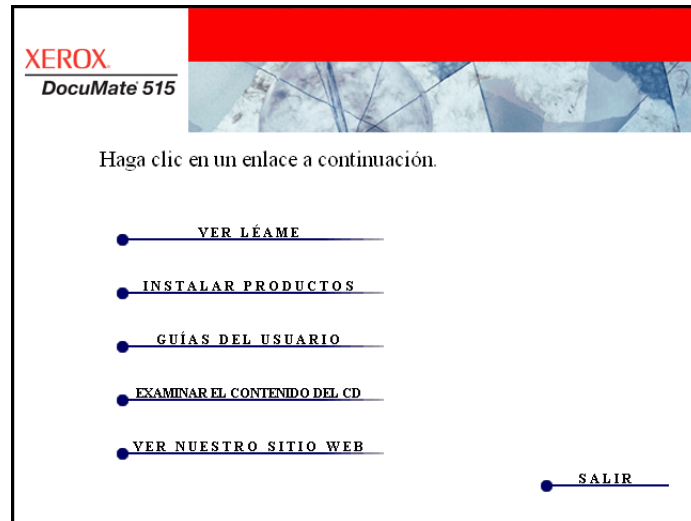 XEROX.
DocuMate® 515
Haga clic en un enlace a continuación.
VER LÉAME
INSTALAR PRODUCTOS
GUÍAS DEL USUARIO
EXAMINAR EL CONTENIDO DEL CD
VER NUESTRO SITIO WEB
SALIR